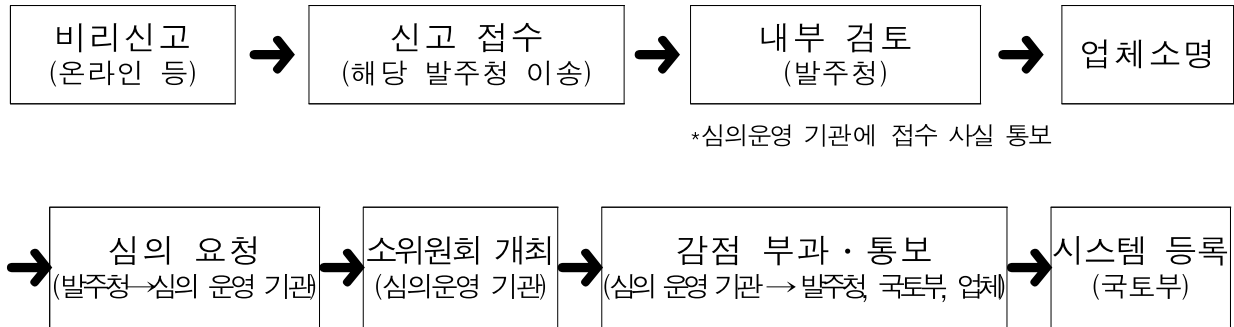 비리신고
(온라인 등)
신고 접수
(해당 발주청 이송)
내부 검토
(발주청)
업체소명
*심의운영 기관에 접수 사실 통보
심의 요청
(발주청→심의 운영 기관)
소위원회 개최
(심의운영 기관)
감점 부과·통보
(심의 운영 기관 → 발주청, 국토부, 업체)
시스템 등록
(국토부)